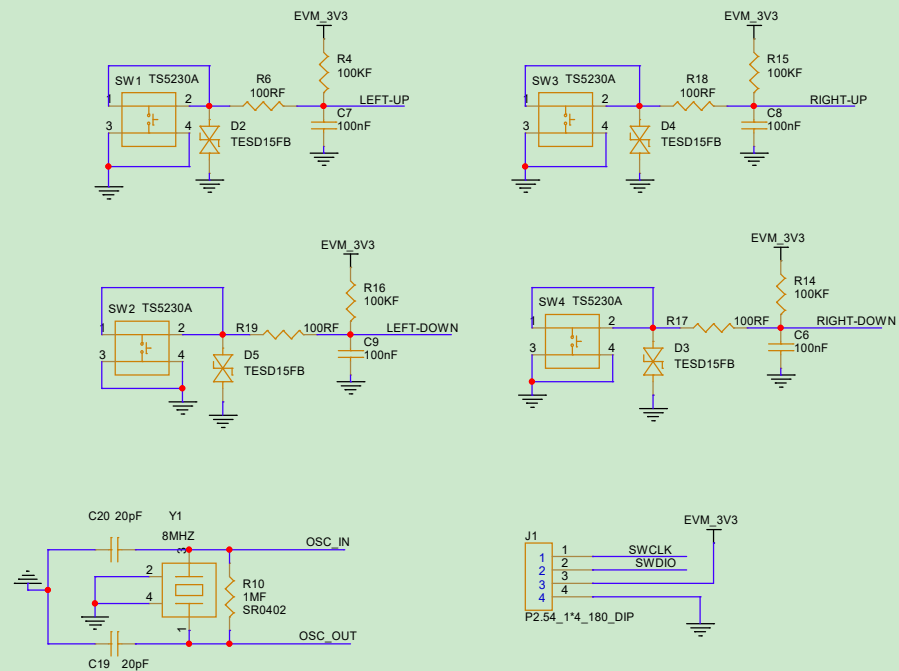 EVM_3V3
R4
100KF
SW1 TS5230A
R6
100RF
1
2
LEFT-UP
C7
100nF
3
4
D2
TESD15FB
EVM_3V3
R15
100KF
SW3 TS5230A
R18
100RF
1
2
RIGHT-UP
C8
100nF
3
4
D4
TESD15FB
EVM_3V3
R16
100KF
SW2 TS5230A
1
2
R19 100RF
LEFT-DOWN
C9
100nF
3
4
D5
TESD15FB
EVM_3V3
R14
100KF
SW4 TS5230A
1
2
R17 100RF
RIGHT-DOWN
C6
100nF
3
4
D3
TESD15FB
C20 20pF
Y1
8MHZ
OSC_IN
3
2
4
1
R10
1MF
SR0402
OSC_OUT
C19 20pF
EVM_3V3
J1
1 1 SWCLK
2 2 SWDIO
3 3
4 4
P2.54_1*4_180_DIP